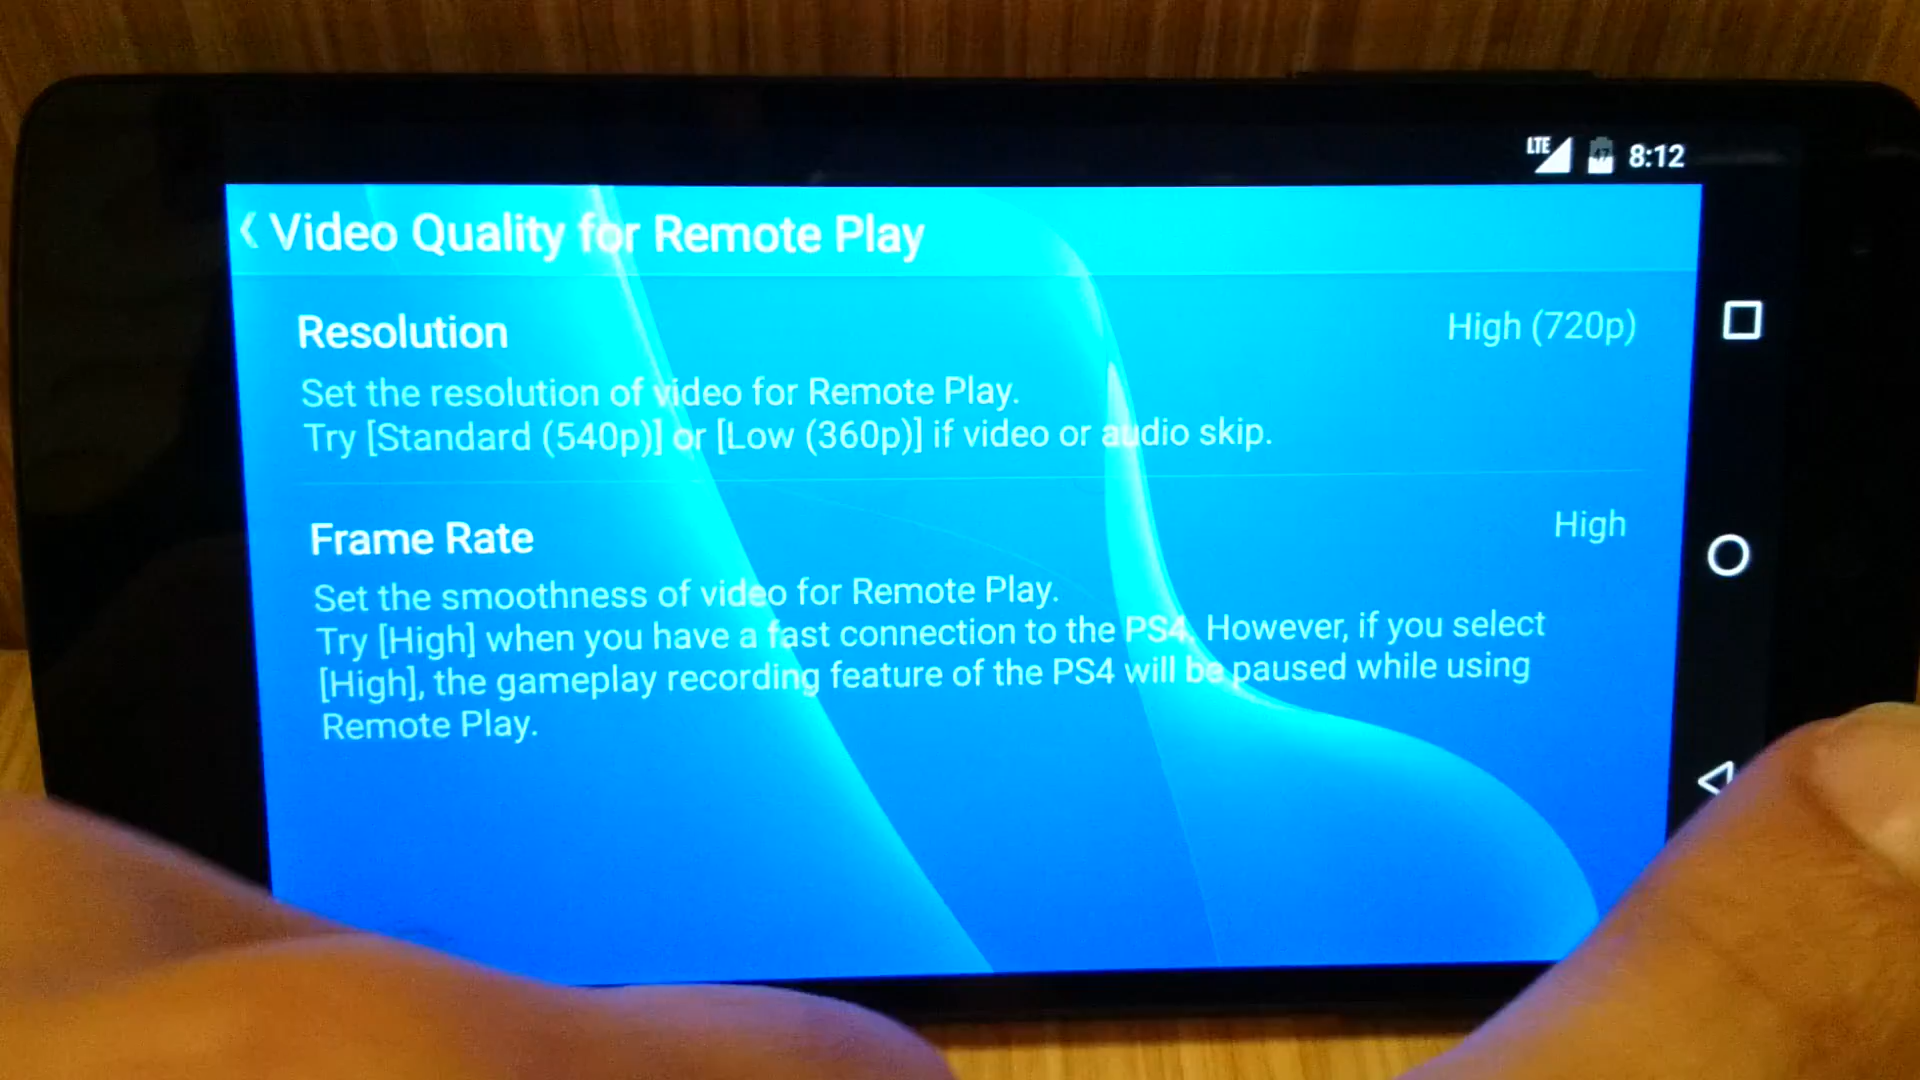 LTE 47 8:12
Video Quality for Remote Play
Resolution High (720p)
Set the resolution of video for Remote Play.
Try [Standard (540p)] or [Low (360p)] if video or audio skip.
Frame Rate High
Set the smoothness of video for Remote Play.
Try [High] when you have a fast connection to the PS4. However, if you select
[High], the gameplay recording feature of the PS4 will be paused while using
Remote Play.